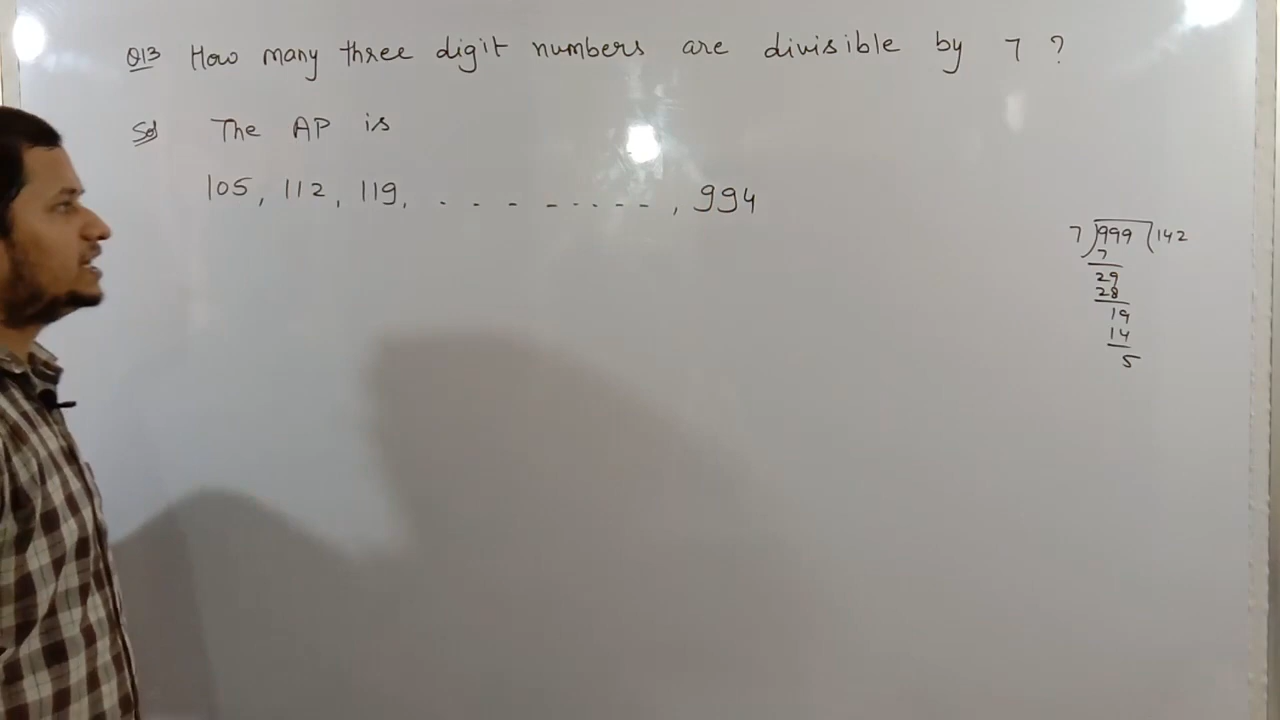 Q13 How many three digit numbers are divisible by 7 ?
Sol The AP is
105, 112, 119, . - - - - . . . - - , 994
7)999(142
7
29
28
19
14
5